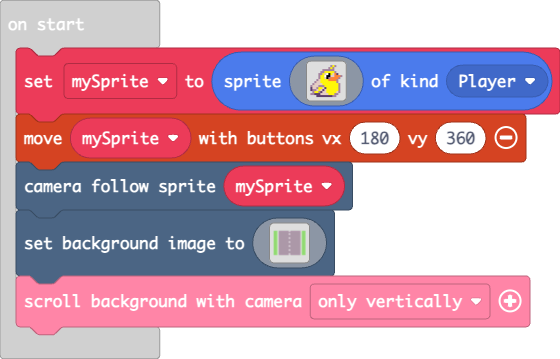 on start
set mySprite to sprite of kind Player
move mySprite with buttons vx 180 vy 360
camera follow sprite mySprite
set background image to
scroll background with camera only vertically